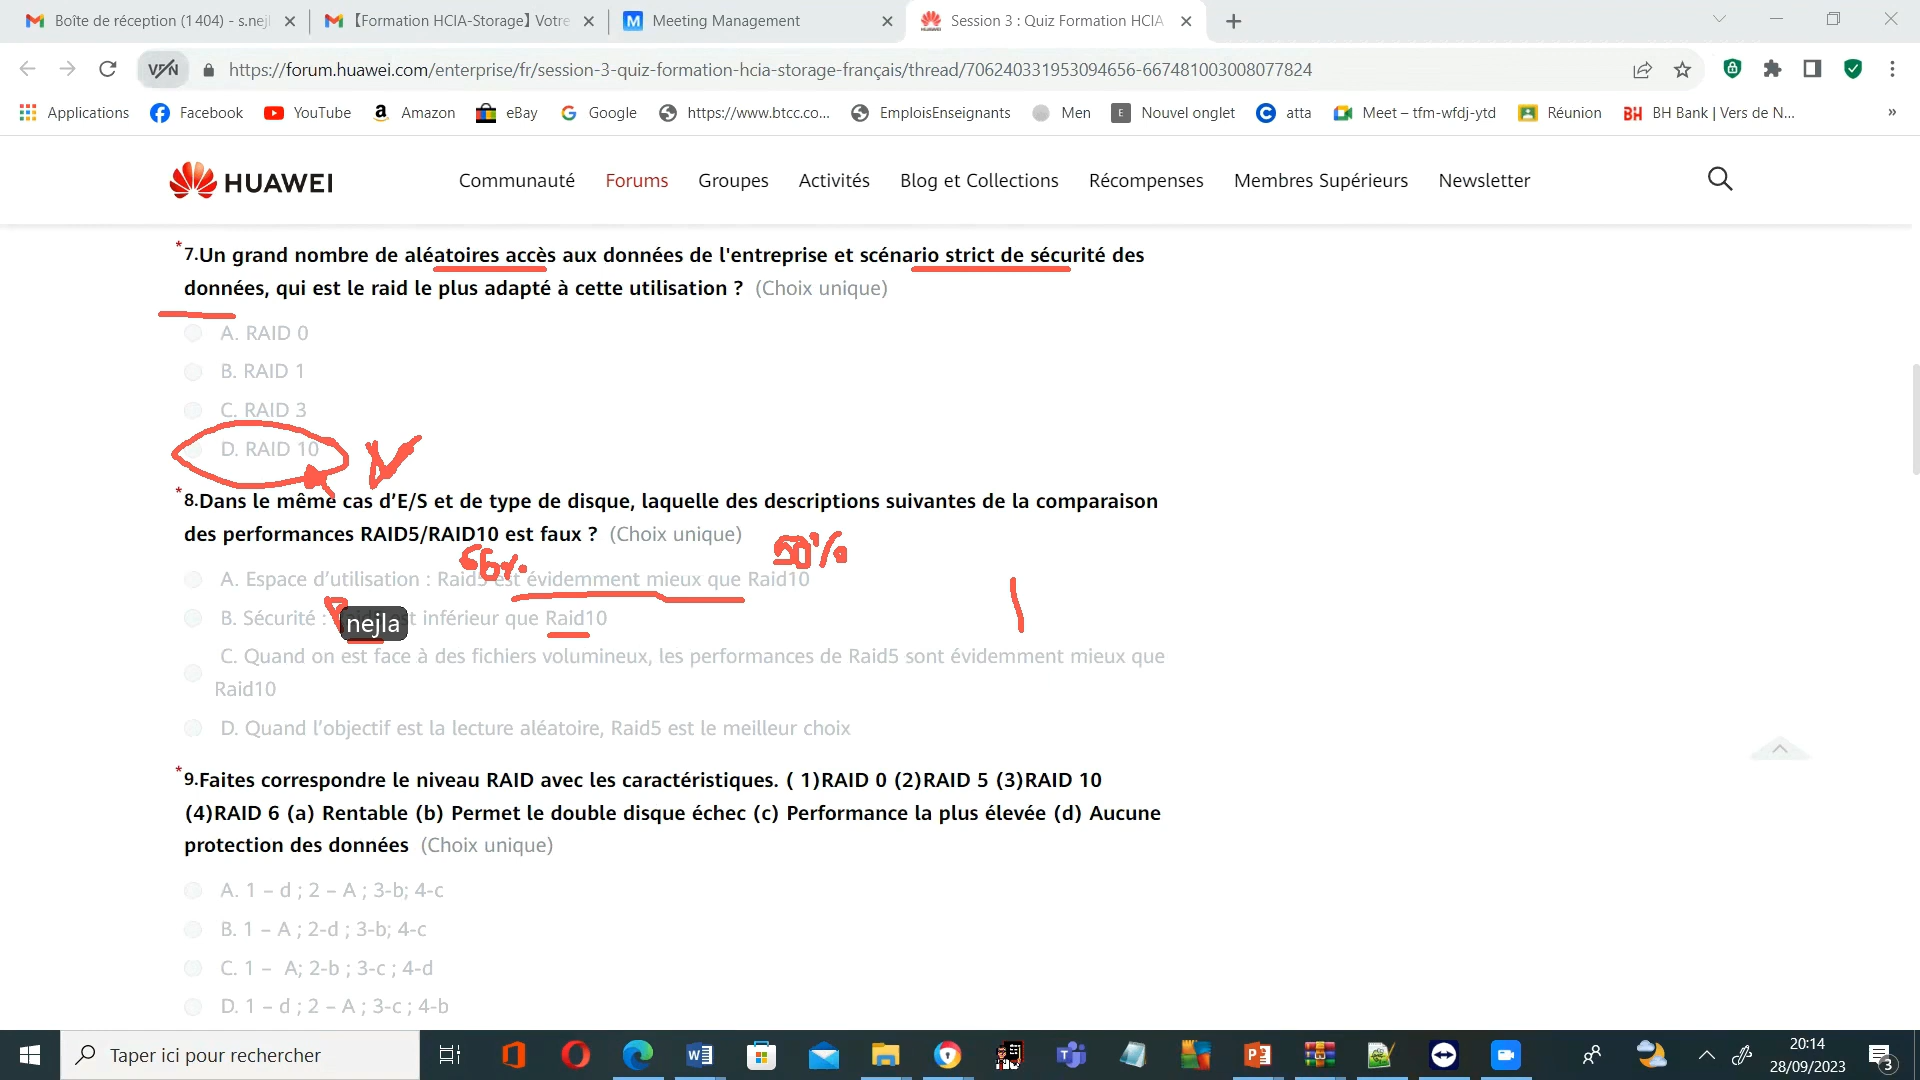 Boîte de réception (1 404) - s.nejl
【Formation HCIA-Storage】Votre
Meeting Management
Session 3 : Quiz Formation HCIA
VPN
https://forum.huawei.com/enterprise/fr/session-3-quiz-formation-hcia-storage-français/thread/706240331953094656-667481003008077824
Applications
Facebook
YouTube
Amazon
eBay
Google
https://www.btcc.co...
EmploisEnseignants
Men
Nouvel onglet
atta
Meet – tfm-wfdj-ytd
Réunion
BH Bank | Vers de N...
»
HUAWEI
Communauté
Forums
Groupes
Activités
Blog et Collections
Récompenses
Membres Supérieurs
Newsletter
*7.Un grand nombre de aléatoires accès aux données de l'entreprise et scénario strict de sécurité des
données, qui est le raid le plus adapté à cette utilisation ? (Choix unique)
A. RAID 0
B. RAID 1
C. RAID 3
D. RAID 10
*8.Dans le même cas d’E/S et de type de disque, laquelle des descriptions suivantes de la comparaison
des performances RAID5/RAID10 est faux ? (Choix unique)
66%
50%
A. Espace d’utilisation : Raid5 est évidemment mieux que Raid10
B. Sécurité : est inférieur que Raid10
nejla
C. Quand on est face à des fichiers volumineux, les performances de Raid5 sont évidemment mieux que
Raid10
D. Quand l’objectif est la lecture aléatoire, Raid5 est le meilleur choix
*9.Faites correspondre le niveau RAID avec les caractéristiques. ( 1)RAID 0 (2)RAID 5 (3)RAID 10
(4)RAID 6 (a) Rentable (b) Permet le double disque échec (c) Performance la plus élevée (d) Aucune
protection des données (Choix unique)
A. 1 – d ; 2 – A ; 3-b; 4-c
B. 1 – A ; 2-d ; 3-b; 4-c
C. 1 – A; 2-b ; 3-c ; 4-d
D. 1 – d ; 2 – A ; 3-c ; 4-b
Taper ici pour rechercher
20:14
28/09/2023
3